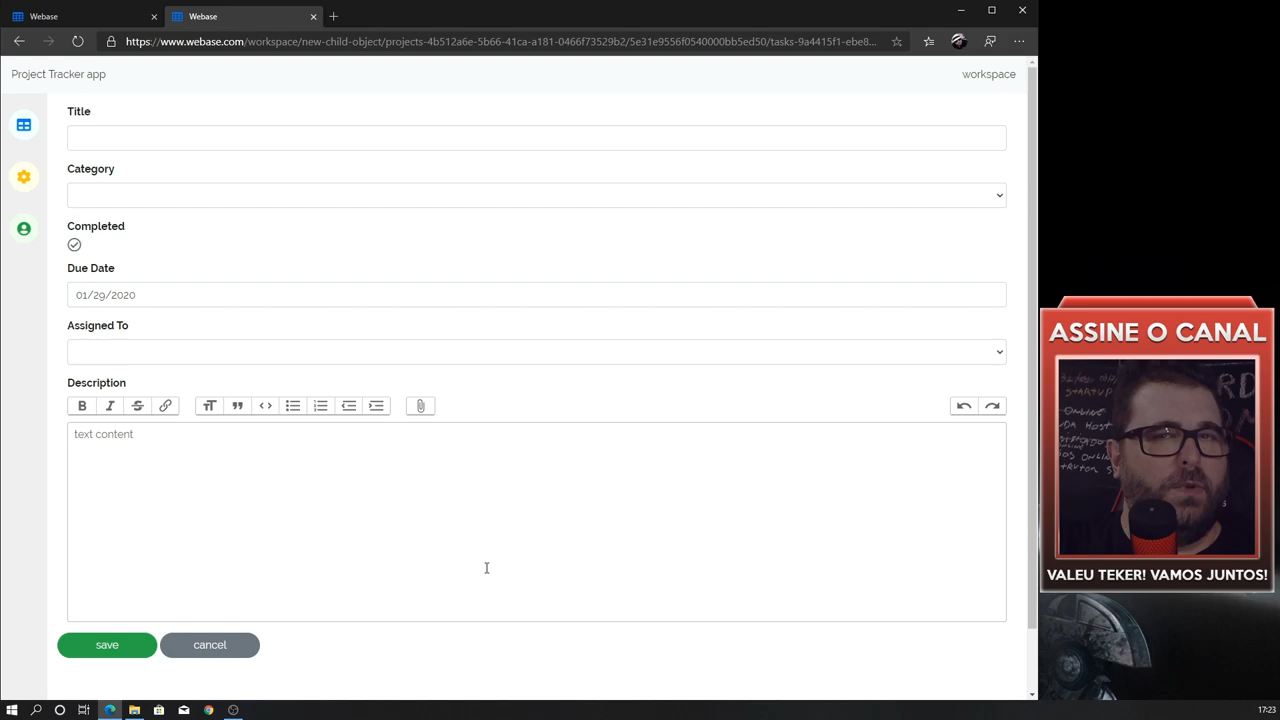 Webase
Webase
https://www.webase.com/workspace/new-child-object/projects-4b512a6e-5b66-41ca-a181-0466f73529b2/5e31e9556f0540000bb5ed50/tasks-9a4415f1-ebe8...
Project Tracker app
workspace
Title
Category
Completed
Due Date
01/29/2020
Assigned To
Description
text content
save
cancel
ASSINE O CANAL
STARTUP
ONLINE
VALEU TEKER! VAMOS JUNTOS!
17:23